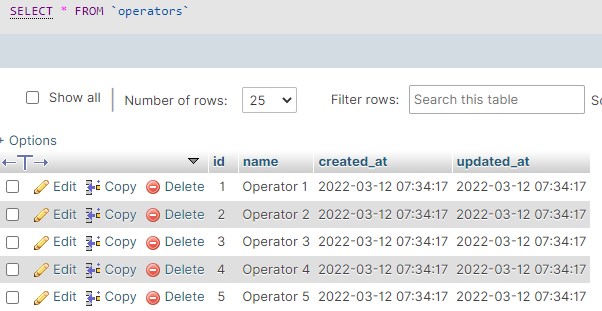 SELECT * FROM `operators`
Show all Number of rows: 25 Filter rows: Search this table
+ Options
←T→ id name created_at updated_at
Edit Copy Delete 1 Operator 1 2022-03-12 07:34:17 2022-03-12 07:34:17
Edit Copy Delete 2 Operator 2 2022-03-12 07:34:17 2022-03-12 07:34:17
Edit Copy Delete 3 Operator 3 2022-03-12 07:34:17 2022-03-12 07:34:17
Edit Copy Delete 4 Operator 4 2022-03-12 07:34:17 2022-03-12 07:34:17
Edit Copy Delete 5 Operator 5 2022-03-12 07:34:17 2022-03-12 07:34:17